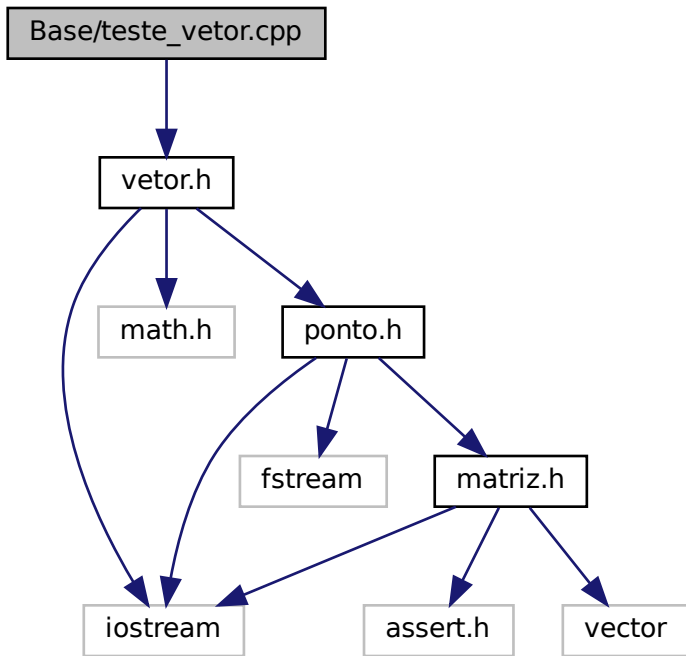 Base/teste_vetor.cpp
vetor.h
math.h
ponto.h
fstream
matriz.h
iostream
assert.h
vector